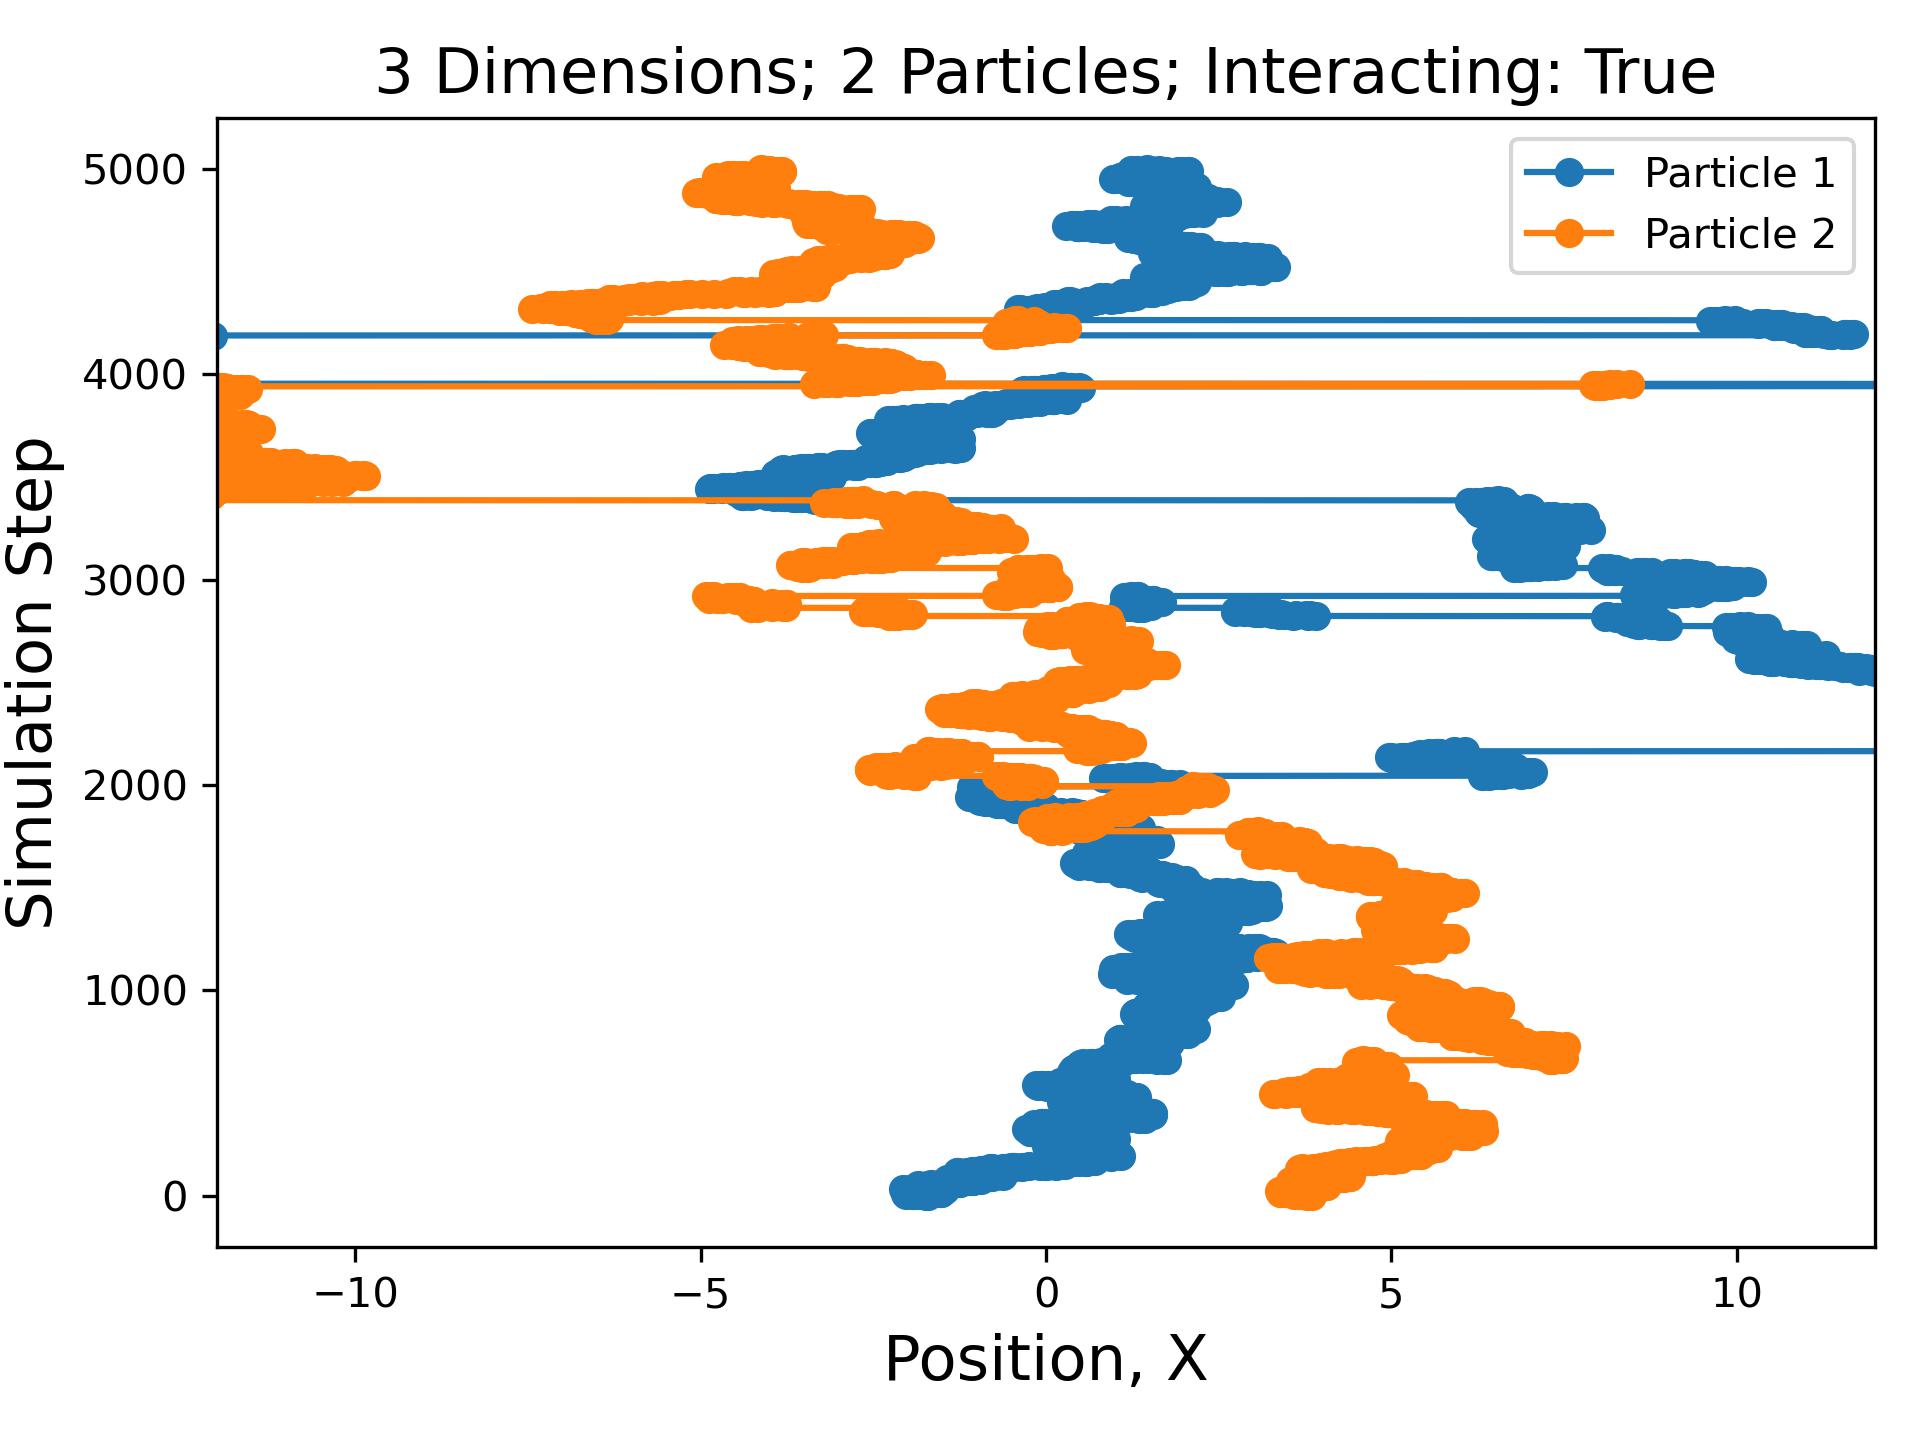 3 Dimensions; 2 Particles; Interacting: True
Particle 1
Particle 2
Simulation Step
5000
4000
3000
2000
1000
0
−10
−5
0
5
10
Position, X